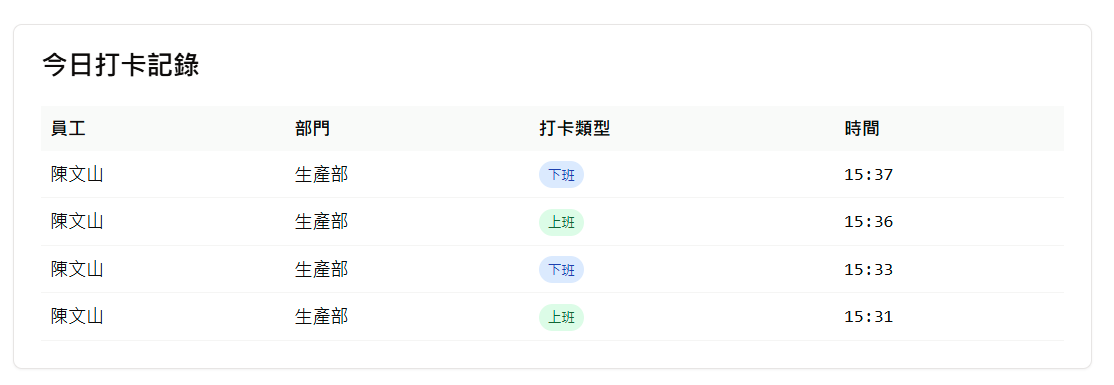 今日打卡記錄
員工 部門 打卡類型 時間
陳文山 生產部 下班 15:37
陳文山 生產部 上班 15:36
陳文山 生產部 下班 15:33
陳文山 生產部 上班 15:31